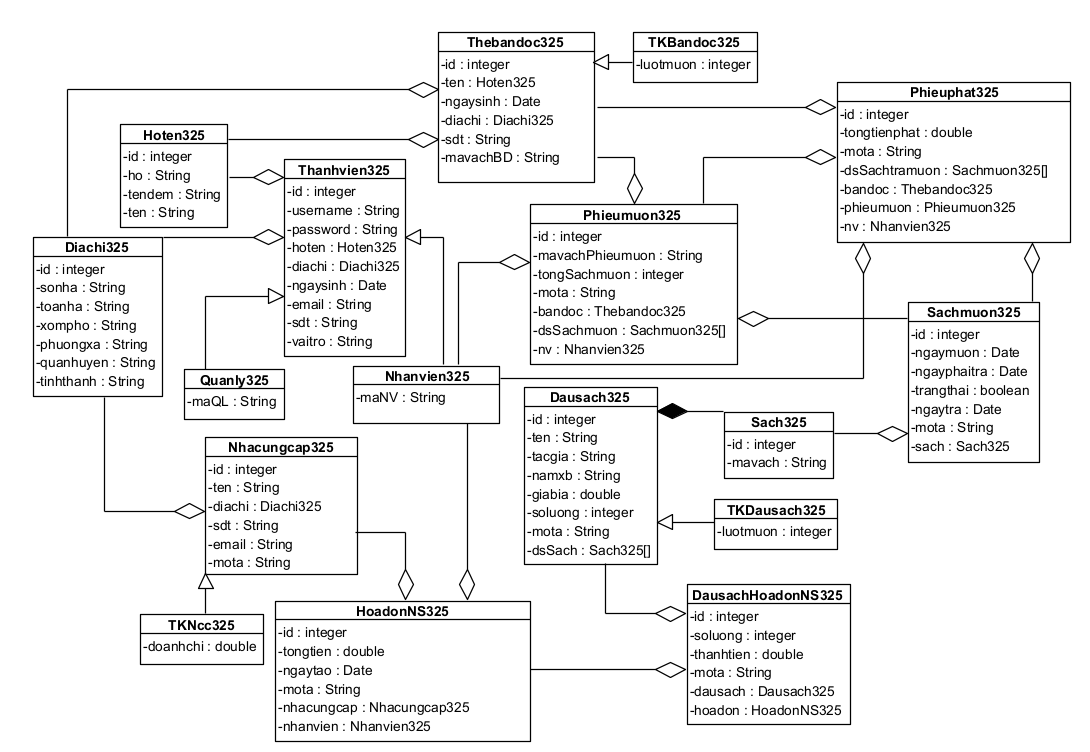 Thebandoc325
-id : integer
-ten : Hoten325
-ngaysinh : Date
-diachi : Diachi325
-sdt : String
-mavachBD : String
TKBandoc325
-luotmuon : integer
Phieuphat325
-id : integer
-tongtienphat : double
-mota : String
-dsSachtramuon : Sachmuon325[]
-bandoc : Thebandoc325
-phieumuon : Phieumuon325
-nv : Nhanvien325
Hoten325
-id : integer
-ho : String
-tendem : String
-ten : String
Thanhvien325
-id : integer
-username : String
-password : String
-hoten : Hoten325
-diachi : Diachi325
-ngaysinh : Date
-email : String
-sdt : String
-vaitro : String
Phieumuon325
-id : integer
-mavachPhieumuon : String
-tongSachmuon : integer
-mota : String
-bandoc : Thebandoc325
-dsSachmuon : Sachmuon325[]
-nv : Nhanvien325
Diachi325
-id : integer
-sonha : String
-toanha : String
-xompho : String
-phuongxa : String
-quanhuyen : String
-tinhthanh : String
Sachmuon325
-id : integer
-ngaymuon : Date
-ngayphaitra : Date
-trangthai : boolean
-ngaytra : Date
-mota : String
-sach : Sach325
Quanly325
-maQL : String
Nhanvien325
-maNV : String
Dausach325
-id : integer
-ten : String
-tacgia : String
-namxb : String
-giabia : double
-soluong : integer
-mota : String
-dsSach : Sach325[]
Sach325
-id : integer
-mavach : String
Nhacungcap325
-id : integer
-ten : String
-diachi : Diachi325
-sdt : String
-email : String
-mota : String
TKDausach325
-luotmuon : integer
TKNcc325
-doanhchi : double
HoadonNS325
-id : integer
-tongtien : double
-ngaytao : Date
-mota : String
-nhacungcap : Nhacungcap325
-nhanvien : Nhanvien325
DausachHoadonNS325
-id : integer
-soluong : integer
-thanhtien : double
-mota : String
-dausach : Dausach325
-hoadon : HoadonNS325